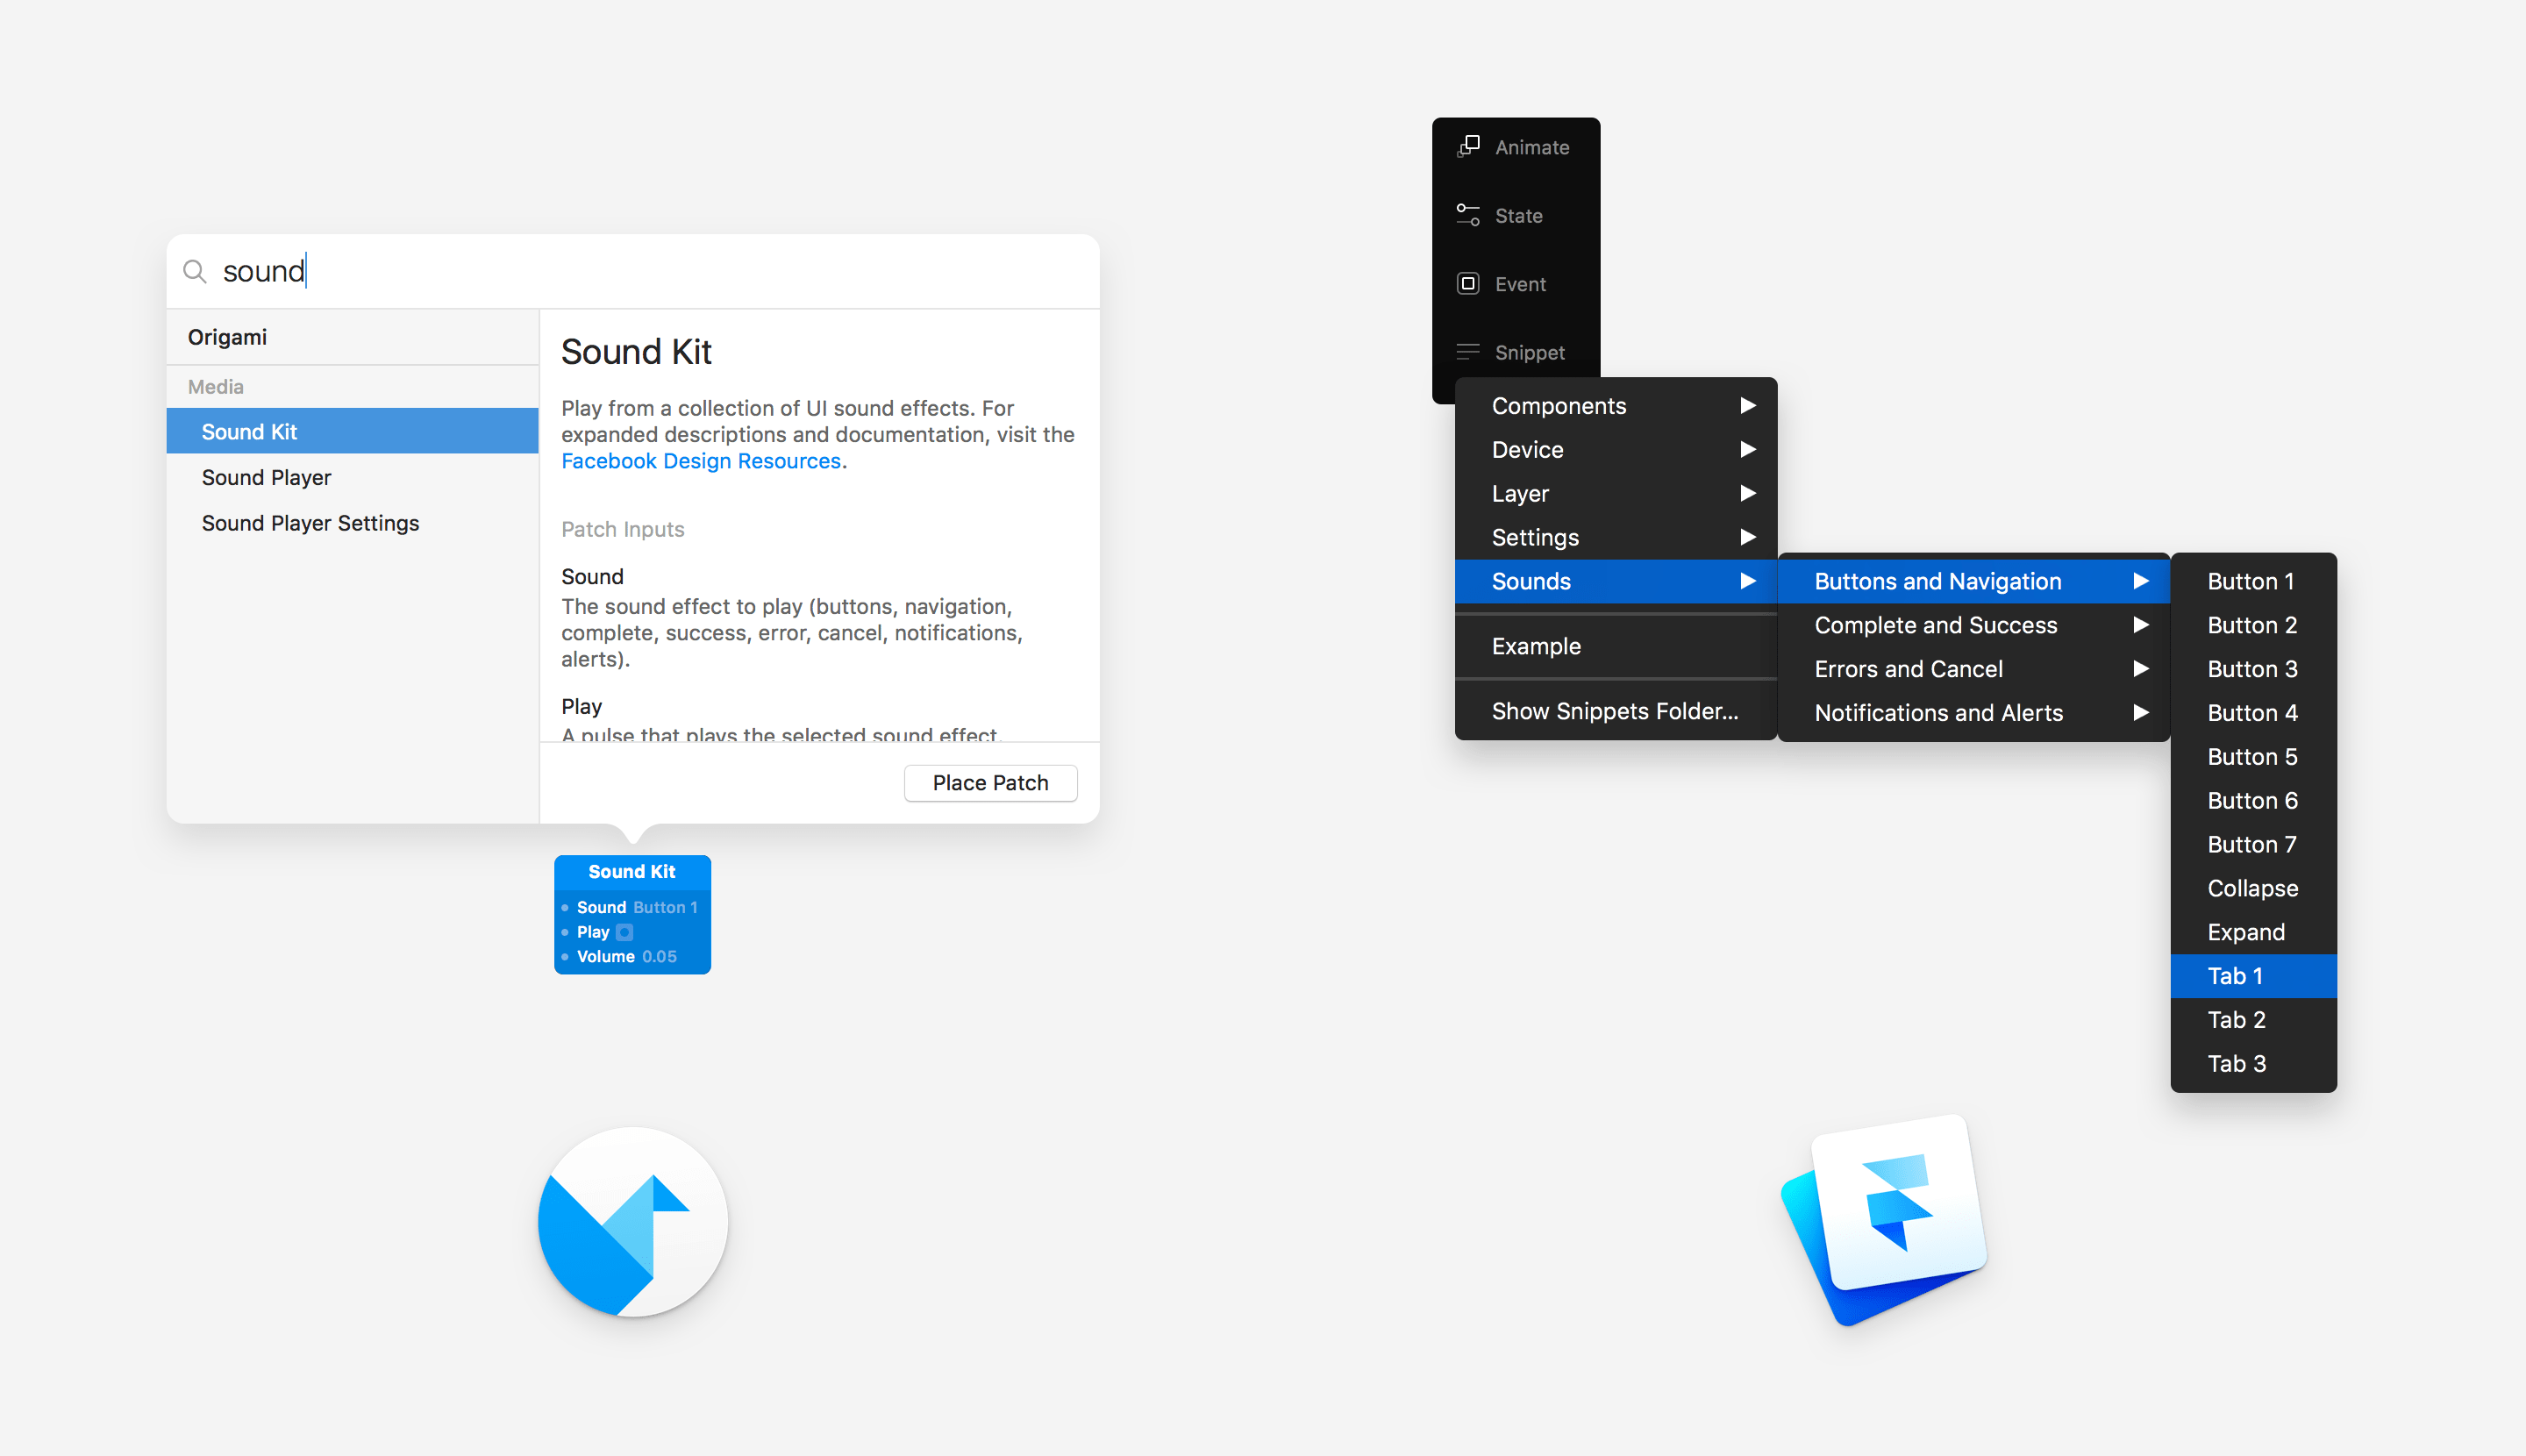 sound
Origami
Media
Sound Kit
Sound Player
Sound Player Settings
Sound Kit
Play from a collection of UI sound effects. For
expanded descriptions and documentation, visit the
Facebook Design Resources.
Patch Inputs
Sound
The sound effect to play (buttons, navigation,
complete, success, error, cancel, notifications,
alerts).
Play
A pulse that plays the selected sound effect.
Place Patch
Sound Kit
Sound Button 1
Play
Volume 0.05
Animate
State
Event
Snippet
Components
Device
Layer
Settings
Sounds
Example
Show Snippets Folder...
Buttons and Navigation
Complete and Success
Errors and Cancel
Notifications and Alerts
Button 1
Button 2
Button 3
Button 4
Button 5
Button 6
Button 7
Collapse
Expand
Tab 1
Tab 2
Tab 3